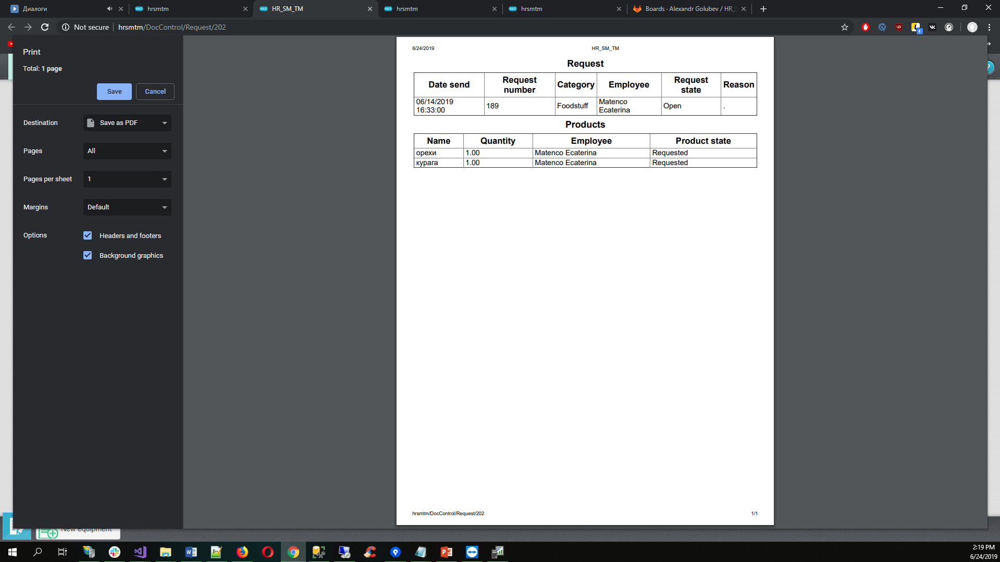 Диалоги
hrsmtm
HR_SM_TM
hrsmtm
hrsmtm
Boards · Alexandr Golubev / HR_S
Not secure
hrsmtm/DocControl/Request/202
Print
Total: 1 page
Save
Cancel
Destination
Save as PDF
Pages
All
Pages per sheet
1
Margins
Default
Options
Headers and footers
Background graphics
6/24/2019
HR_SM_TM
Request
Date send
Request number
Category
Employee
Request state
Reason
06/14/2019 16:33:00
189
Foodstuff
Matenco Ecaterina
Open
.
Products
Name
Quantity
Employee
Product state
орехи
1.00
Matenco Ecaterina
Requested
курага
1.00
Matenco Ecaterina
Requested
hrsmtm/DocControl/Request/202
1/1
New equipment
2:19 PM
6/24/2019